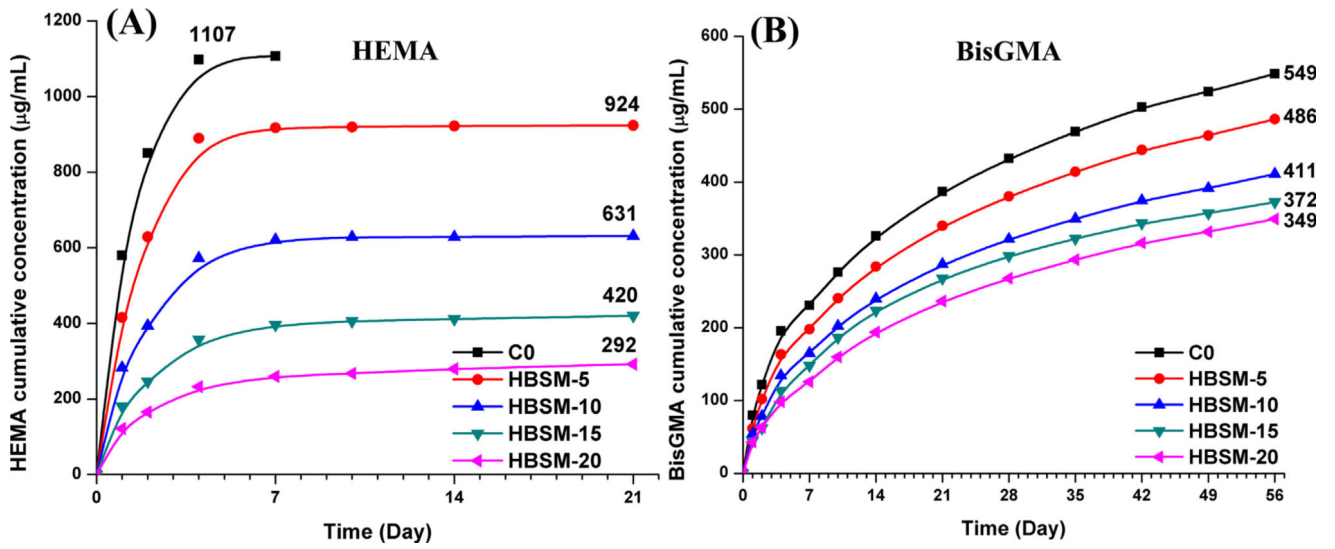 (A)
HEMA
HEMA cumulative concentration (μg/mL)
1200
1000
800
600
400
200
0
1107
924
631
420
292
C0
HBSM-5
HBSM-10
HBSM-15
HBSM-20
0 7 14 21
Time (Day)
(B)
BisGMA
BisGMA cumulative concentration (μg/mL)
600
500
400
300
200
100
0
549
486
411
372
349
C0
HBSM-5
HBSM-10
HBSM-15
HBSM-20
0 7 14 21 28 35 42 49 56
Time (Day)